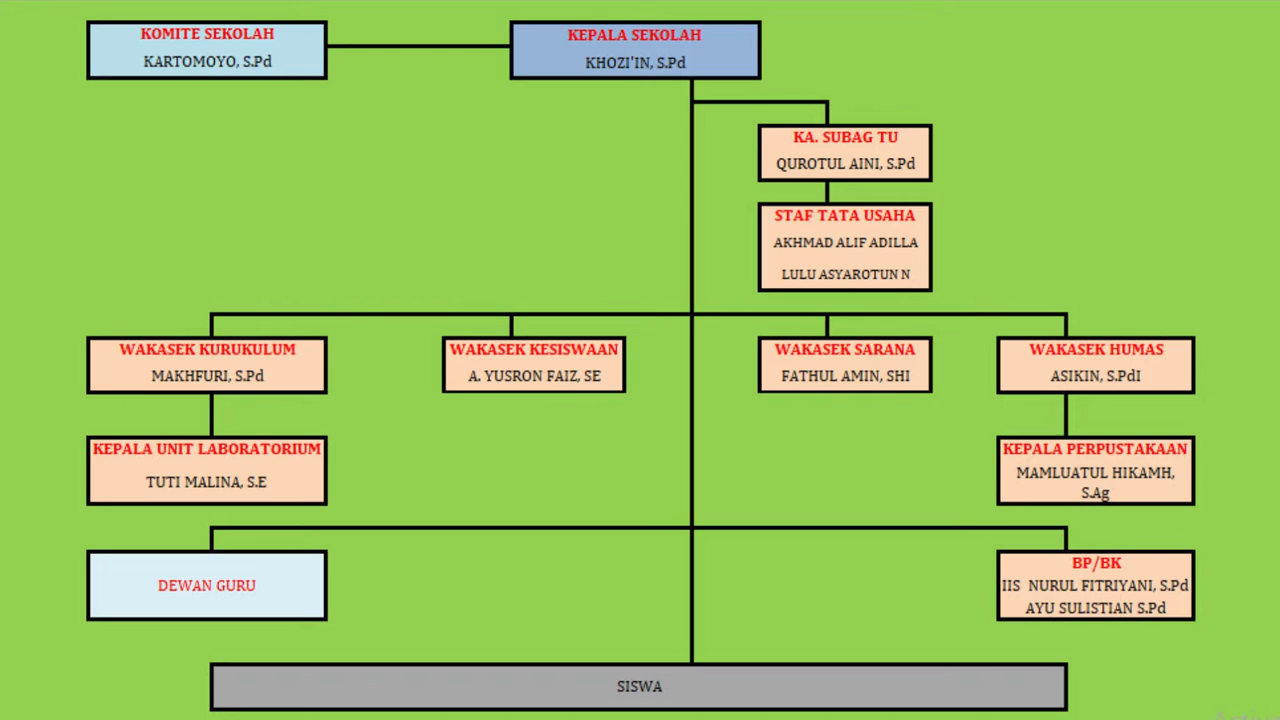 KOMITE SEKOLAH
KARTOMOYO, S.Pd
KEPALA SEKOLAH
KHOZI'IN, S.Pd
KA. SUBAG TU
QUROTUL AINI, S.Pd
STAF TATA USAHA
AKHMAD ALIF ADILLA
LULU ASYAROTUN N
WAKASEK KURUKULUM
MAKHFURI, S.Pd
WAKASEK KESISWAAN
A. YUSRON FAIZ, SE
WAKASEK SARANA
FATHUL AMIN, SHI
WAKASEK HUMAS
ASIKIN, S.PdI
KEPALA UNIT LABORATORIUM
TUTI MALINA, S.E
KEPALA PERPUSTAKAAN
MAMLUATUL HIKAMH,
S.Ag
DEWAN GURU
BP/BK
IIS NURUL FITRIYANI, S.Pd
AYU SULISTIAN S.Pd
SISWA